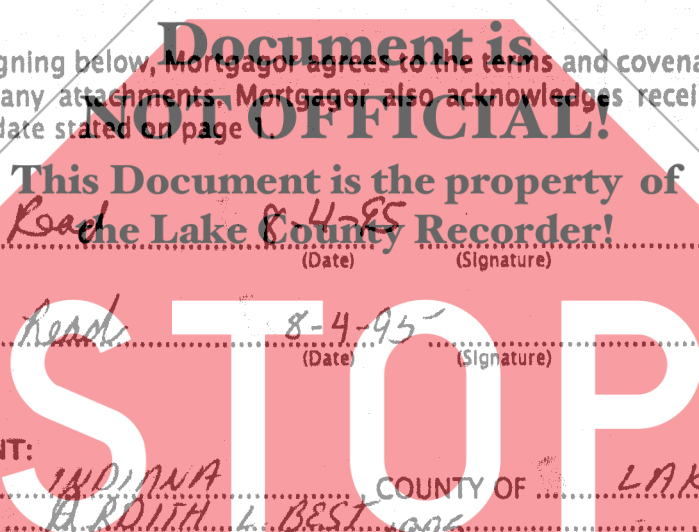 Document is
gning below, Mortgagor agrees to the terms and covena
any attachments. Mortgagor also acknowledges recei
NOT OFFICIAL!
date stated on page 1.
This Document is the property of
Read 8-4-95
the Lake County Recorder!
(Date) (Signature)
Read 8-4-95
(Date) (Signature)
STOP
NT:
INDIANA COUNTY OF LAK
L. BEST